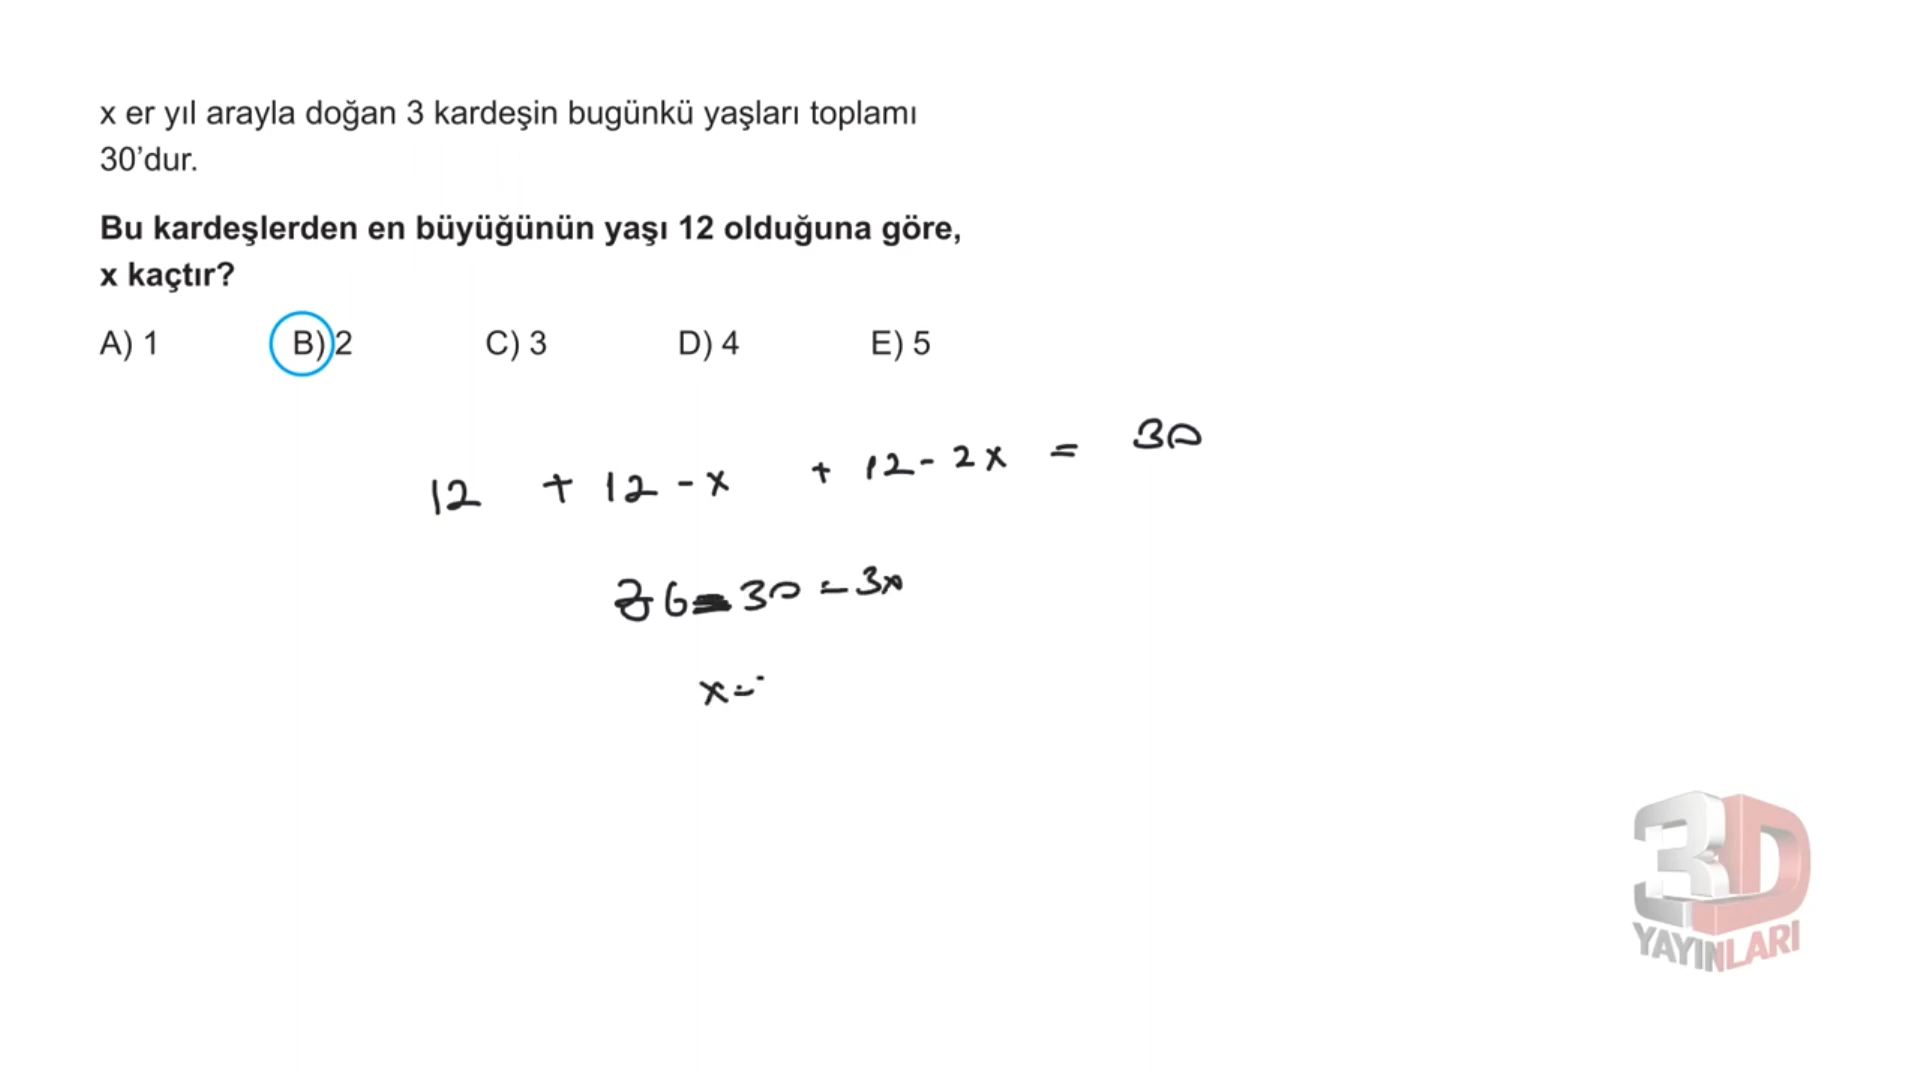 x er yıl arayla doğan 3 kardeşin bugünkü yaşları toplamı
30’dur.
Bu kardeşlerden en büyüğünün yaşı 12 olduğuna göre,
x kaçtır?
A) 1 B) 2 C) 3 D) 4 E) 5
12 + 12 - x + 12 - 2x = 30
36 - 30 = 3x
x =
3D
YAYINLARI